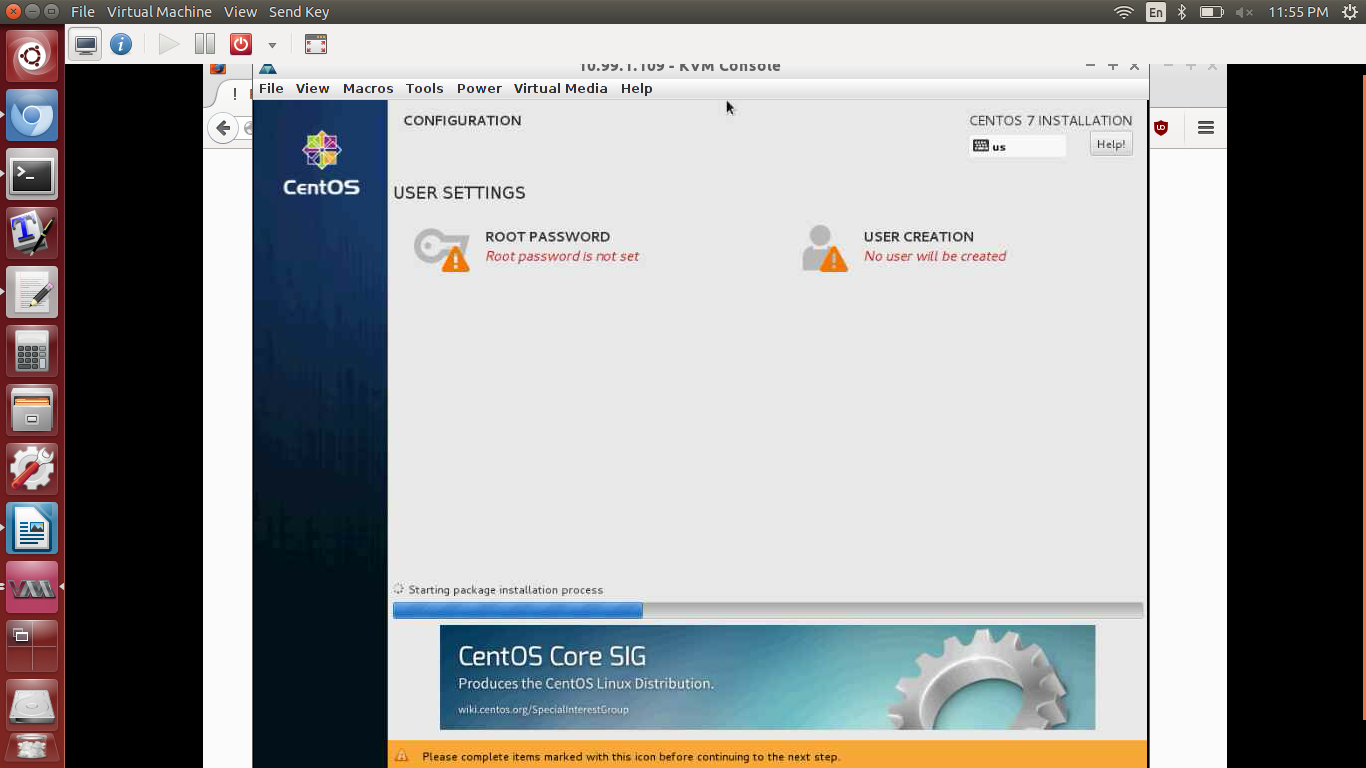 File Virtual Machine View Send Key
En 11:55 PM
10.99.1.109 - KVM Console
File View Macros Tools Power Virtual Media Help
CONFIGURATION
CENTOS 7 INSTALLATION
us
Help!
CentOS
USER SETTINGS
ROOT PASSWORD
Root password is not set
USER CREATION
No user will be created
Starting package installation process
CentOS Core SIG
Produces the CentOS Linux Distribution.
wiki.centos.org/SpecialInterestGroup
Please complete items marked with this icon before continuing to the next step.